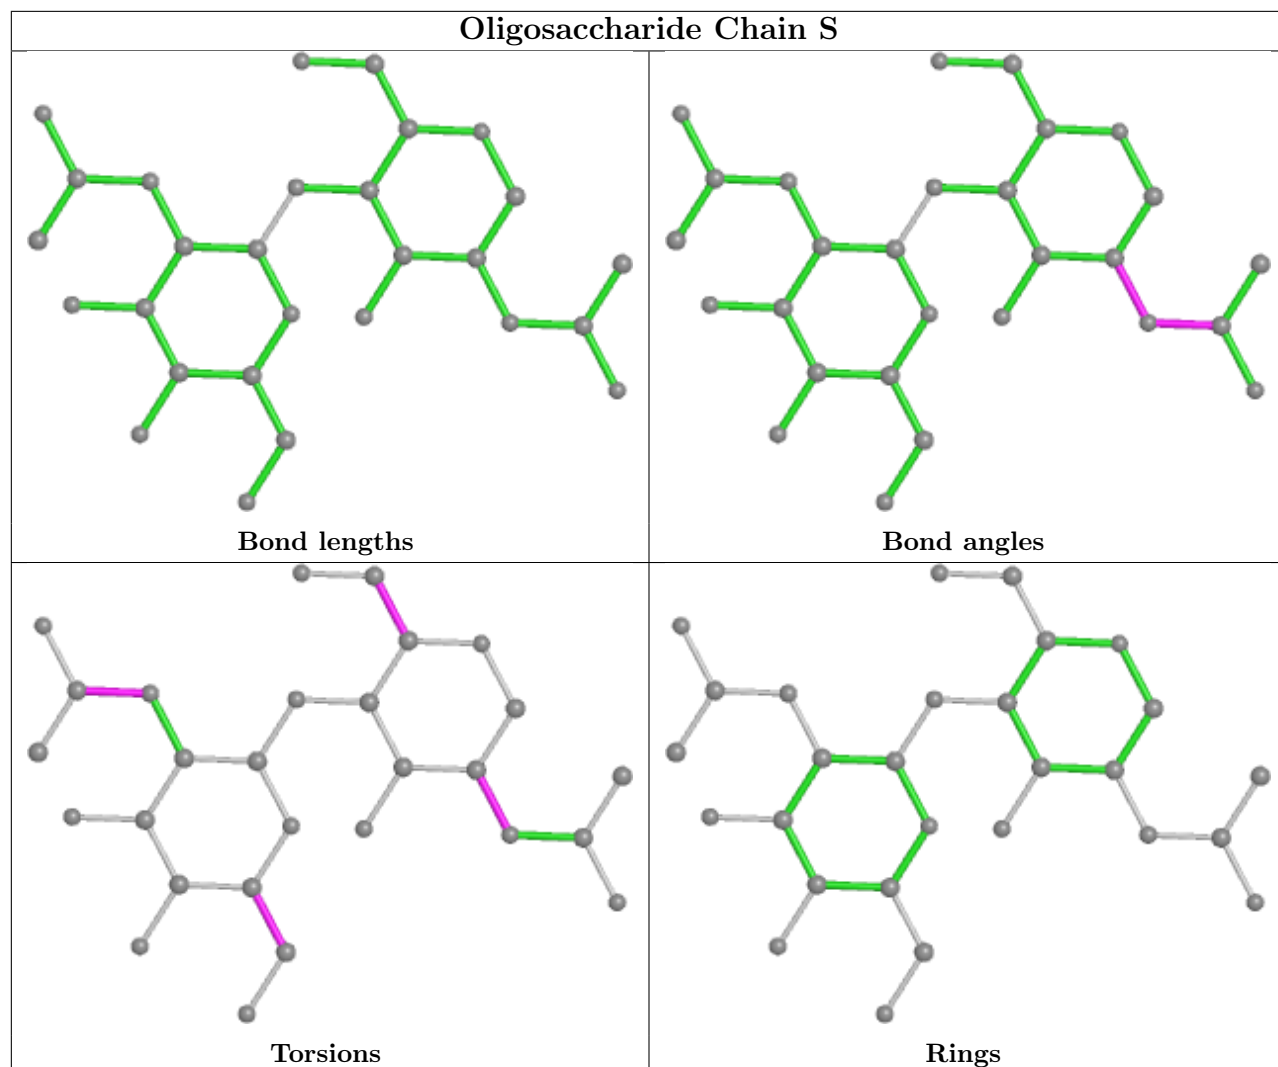 Oligosaccharide Chain S
Bond lengths
Bond angles
Torsions
Rings